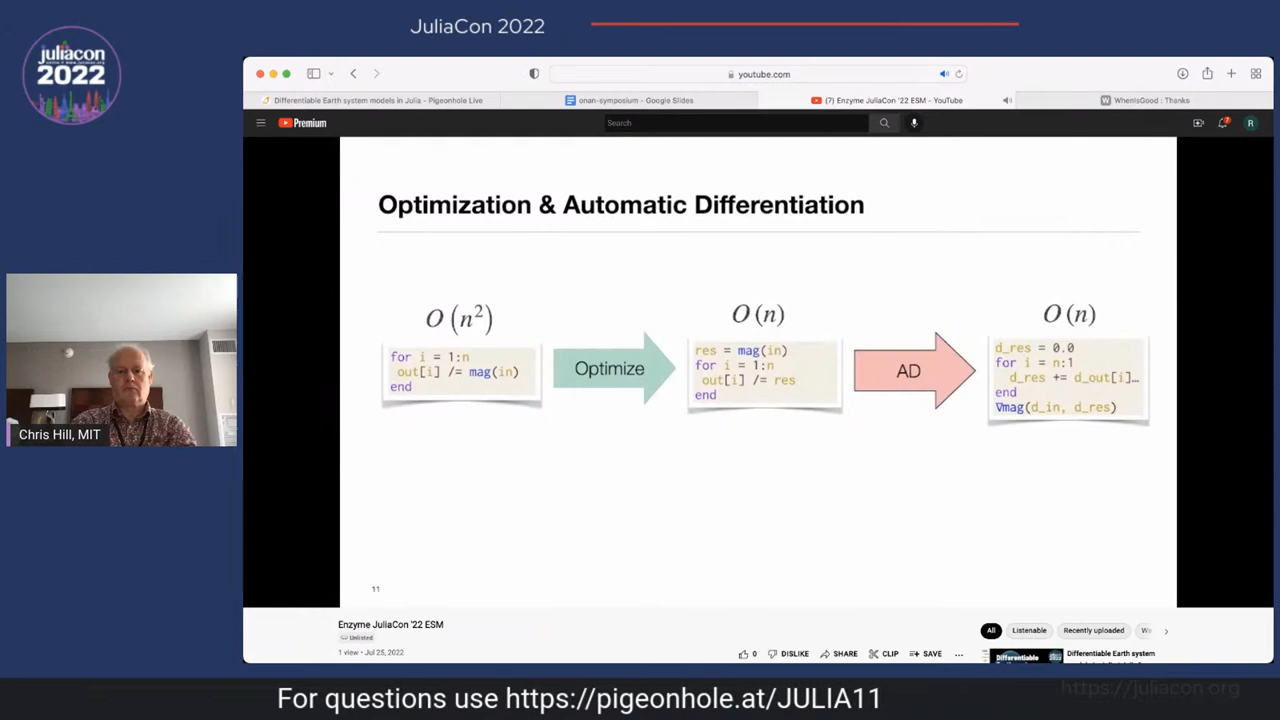 JuliaCon 2022
juliacon
2022
youtube.com
Differentiable Earth system models in Julia - Pigeonhole Live
onan-symposium - Google Slides
(7) Enzyme JuliaCon '22 ESM - YouTube
W
WhenIsGood : Thanks
Premium
Search
7
R
Optimization & Automatic Differentiation
O(n²)
for i = 1:n
out[i] /= mag(in)
end
Optimize
O(n)
res = mag(in)
for i = 1:n
out[i] /= res
end
AD
O(n)
d_res = 0.0
for i = n:1
d_res += d_out[i]…
end
∇mag(d_in, d_res)
11
Chris Hill, MIT
Enzyme JuliaCon '22 ESM
Unlisted
1 view • Jul 25, 2022
0
DISLIKE
SHARE
CLIP
SAVE
...
All
Listenable
Recently uploaded
Differentiable Earth system
Differentiable
For questions use https://pigeonhole.at/JULIA11
https://juliacon.org